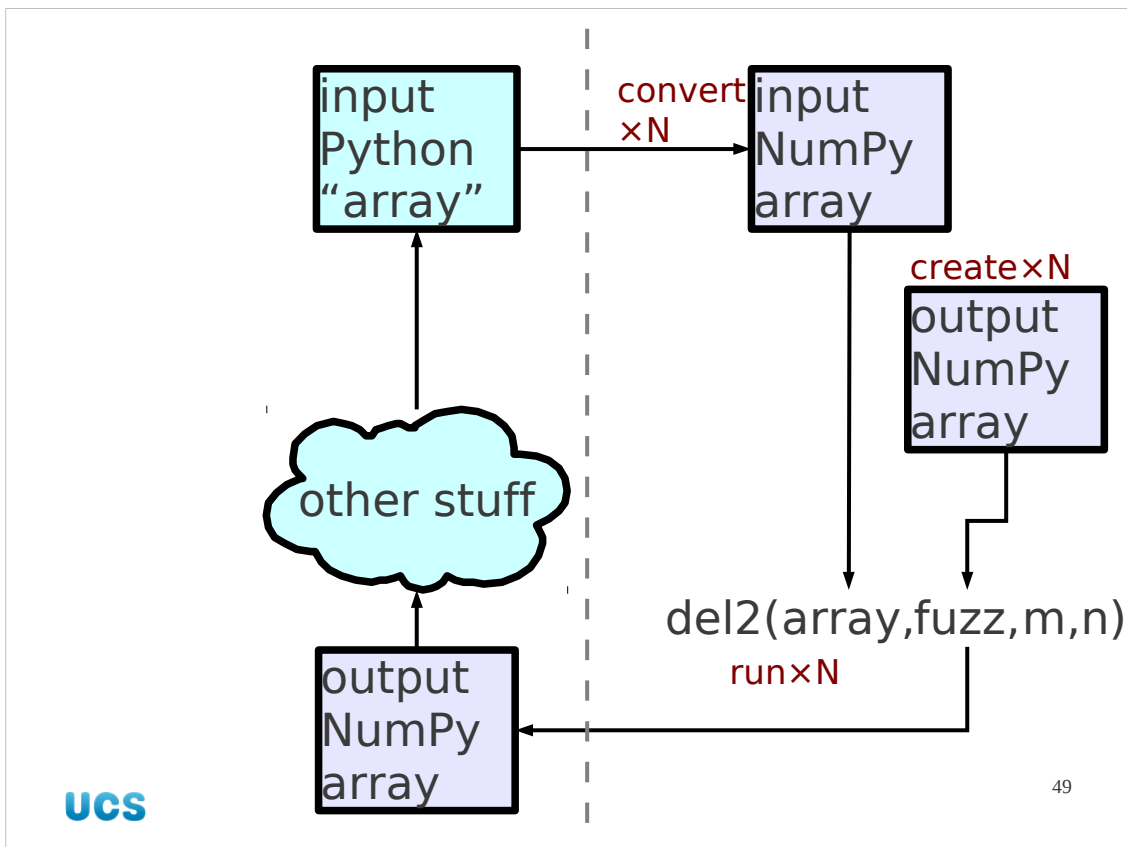 input
Python
“array”
convert
×N
input
NumPy
array
create×N
output
NumPy
array
other stuff
del2(array,fuzz,m,n)
run×N
output
NumPy
array
UCS
49